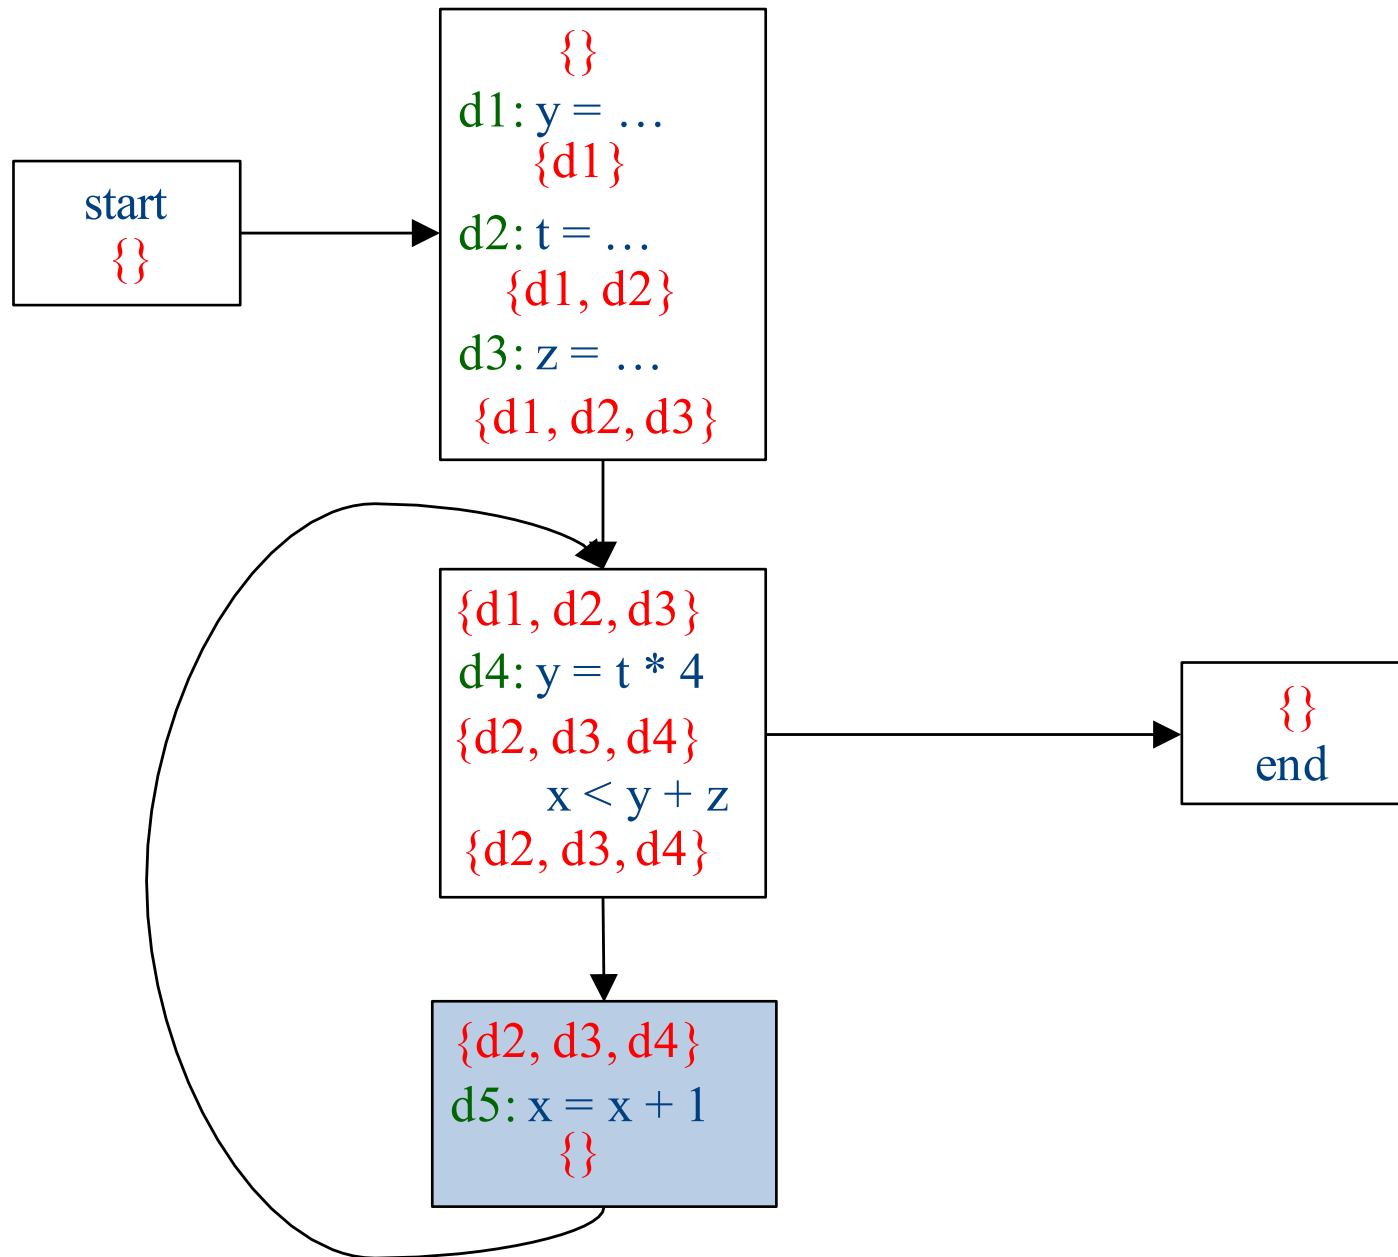 start
{}
{}
d1: y = …
{d1}
d2: t = …
{d1, d2}
d3: z = …
{d1, d2, d3}
{d1, d2, d3}
d4: y = t * 4
{d2, d3, d4}
x < y + z
{d2, d3, d4}
{}
end
{d2, d3, d4}
d5: x = x + 1
{}